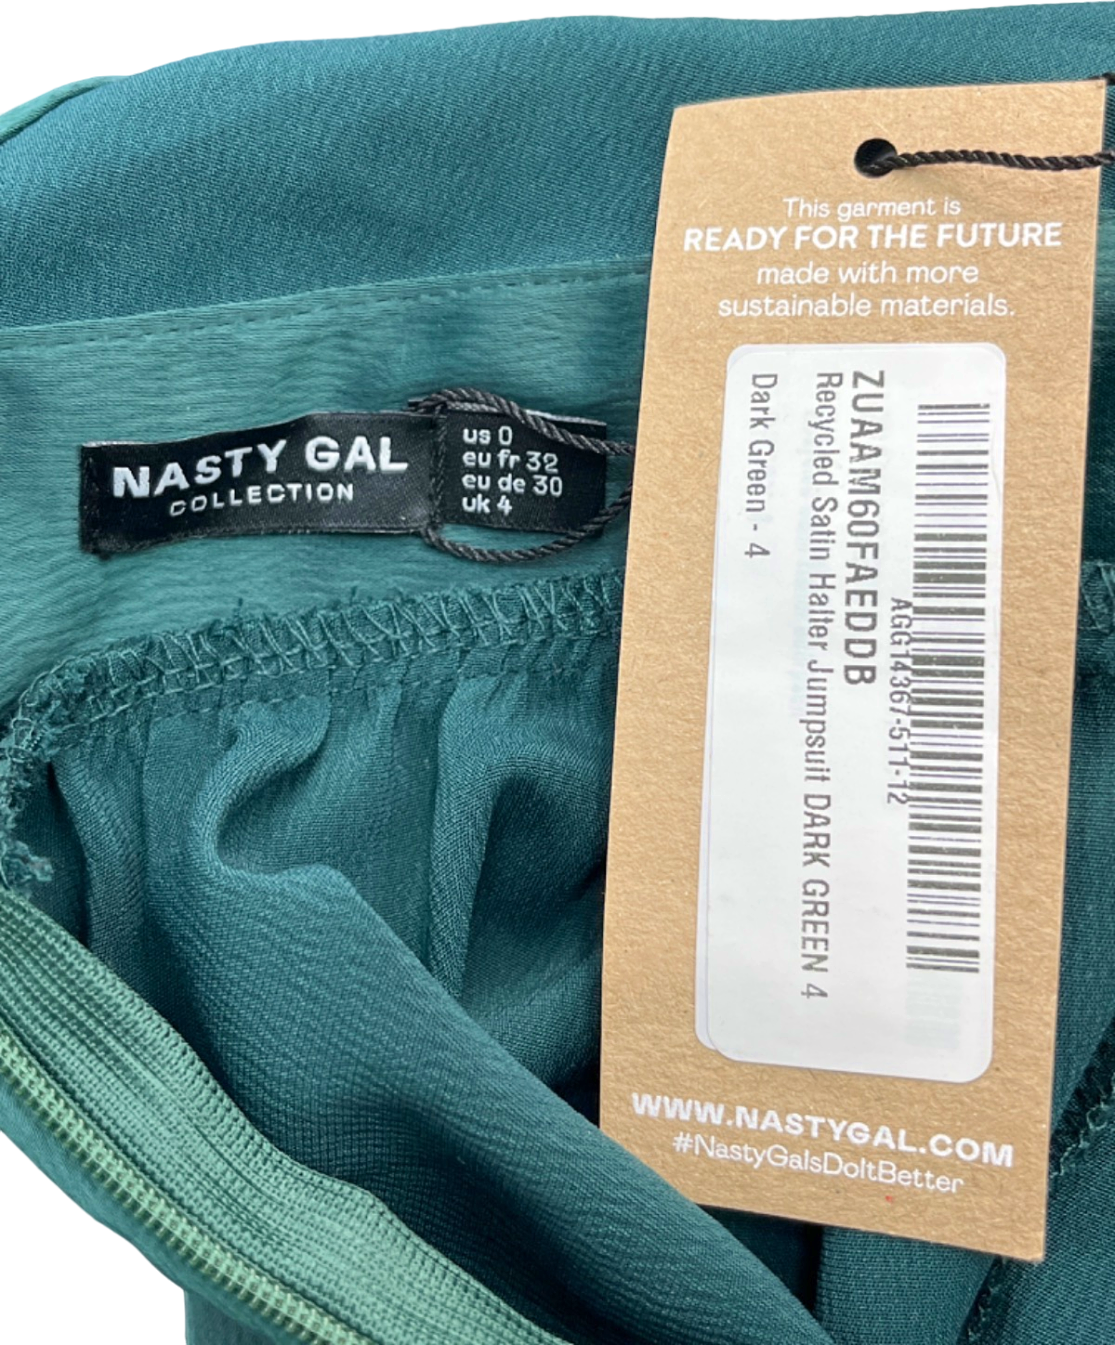 NASTY GAL
COLLECTION
us 0
eu fr 32
eu de 30
uk 4
This garment is
READY FOR THE FUTURE
made with more
sustainable materials.
AGG14367-511-12
ZUAAM60FAEDDB
Recycled Satin Halter Jumpsuit DARK GREEN 4
Dark Green - 4
WWW.NASTYGAL.COM
#NastyGalsDoItBetter